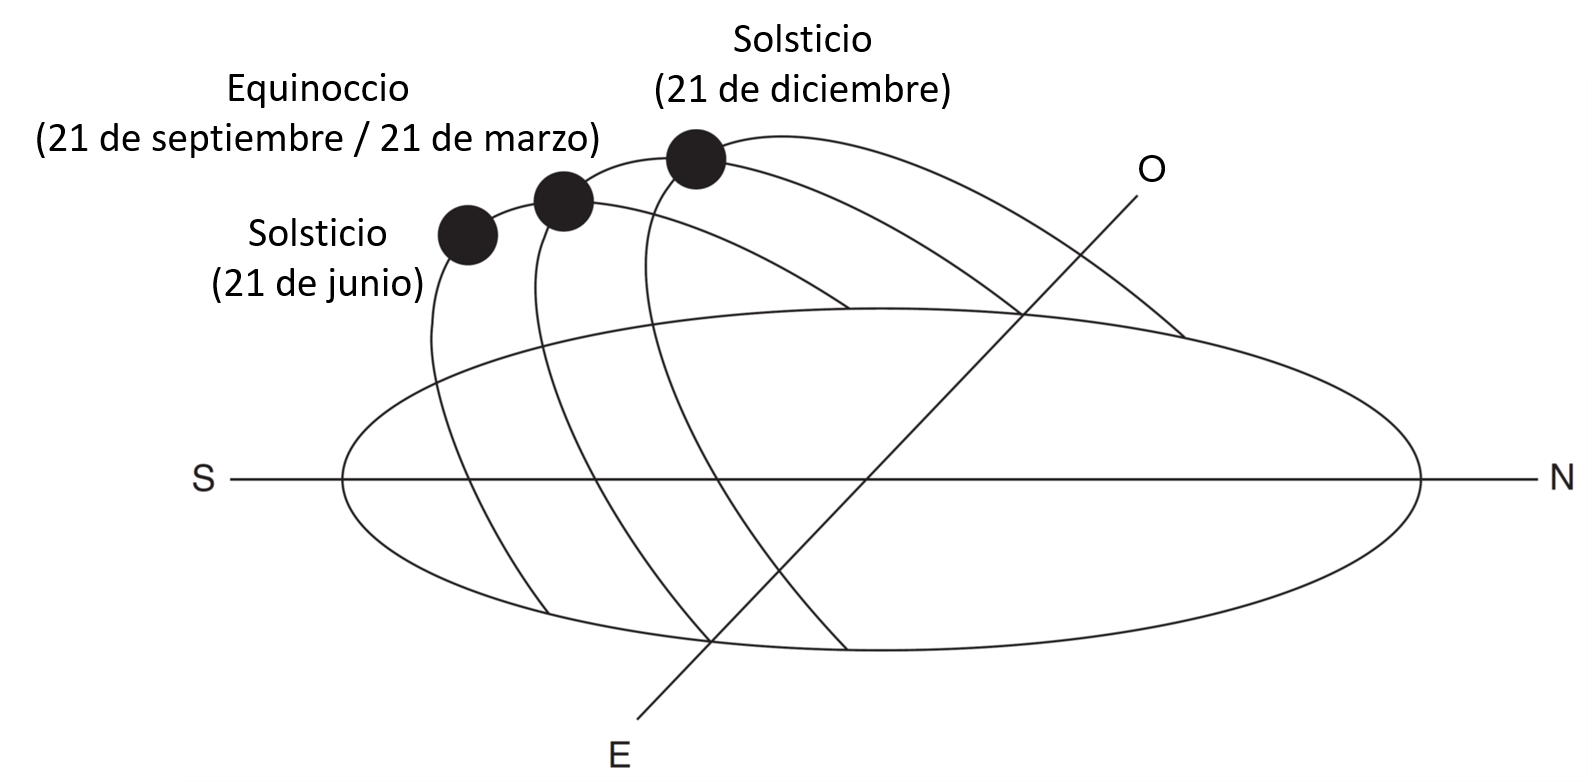 Solsticio
(21 de diciembre)
Equinoccio
(21 de septiembre / 21 de marzo)
Solsticio
(21 de junio)
O
S
N
E